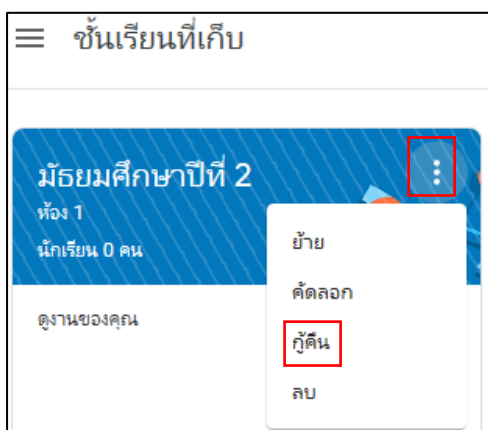 ชั้นเรียนที่เก็บ
มัธยมศึกษาปีที่ 2
ห้อง 1
นักเรียน 0 คน
ดูงานของคุณ
ย้าย
คัดลอก
กู้คืน
ลบ